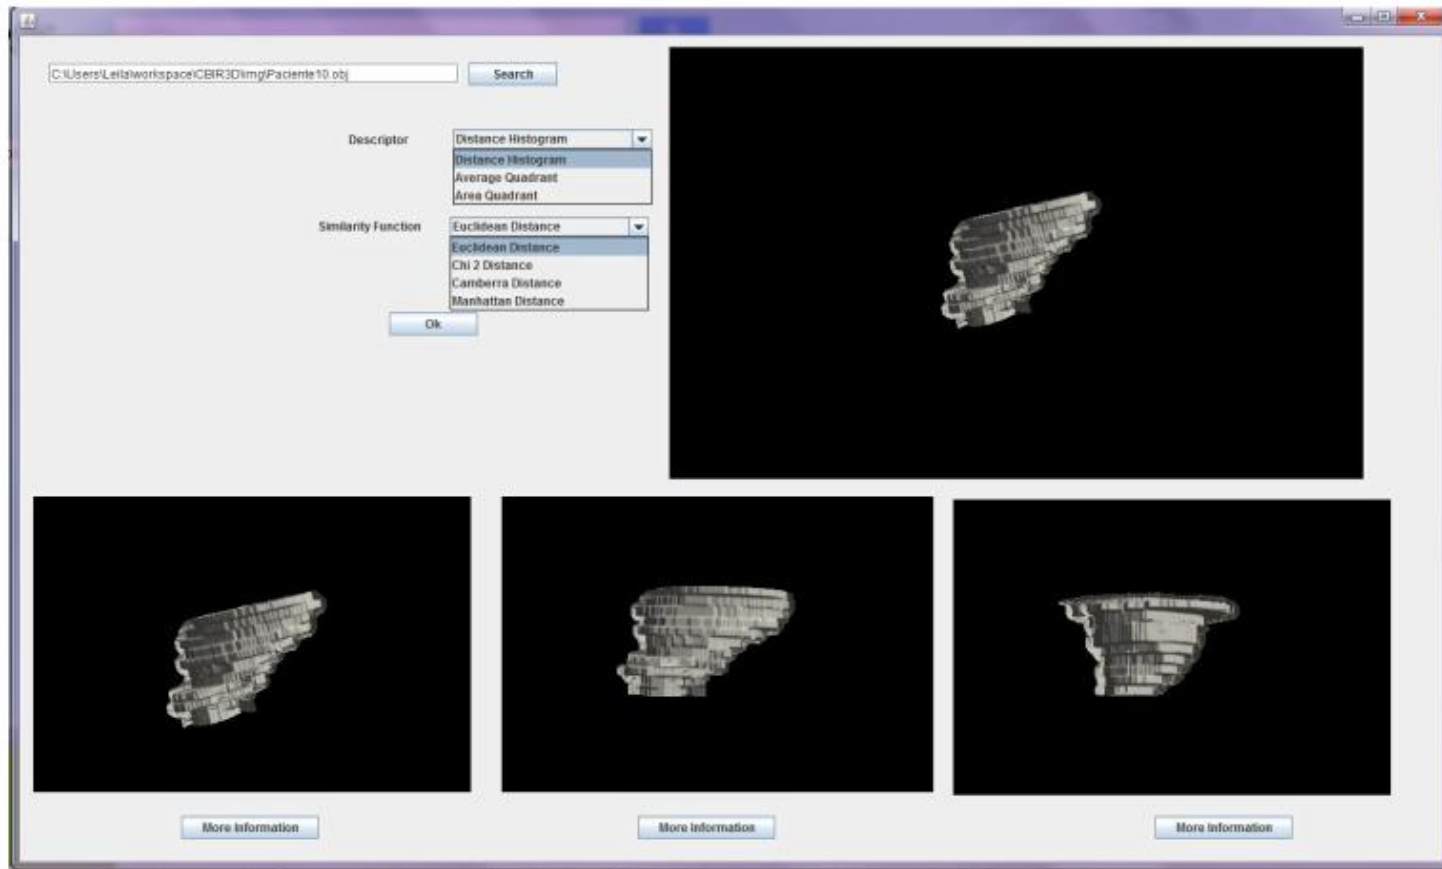 C:\Users\Leila\workspace\CBIR3D\img\Paciente10.obj
Search
Descriptor
Distance Histogram
Distance Histogram
Average Quadrant
Area Quadrant
Similarity Function
Euclidean Distance
Euclidean Distance
Chi 2 Distance
Camberra Distance
Manhattan Distance
Ok
More Information
More Information
More Information